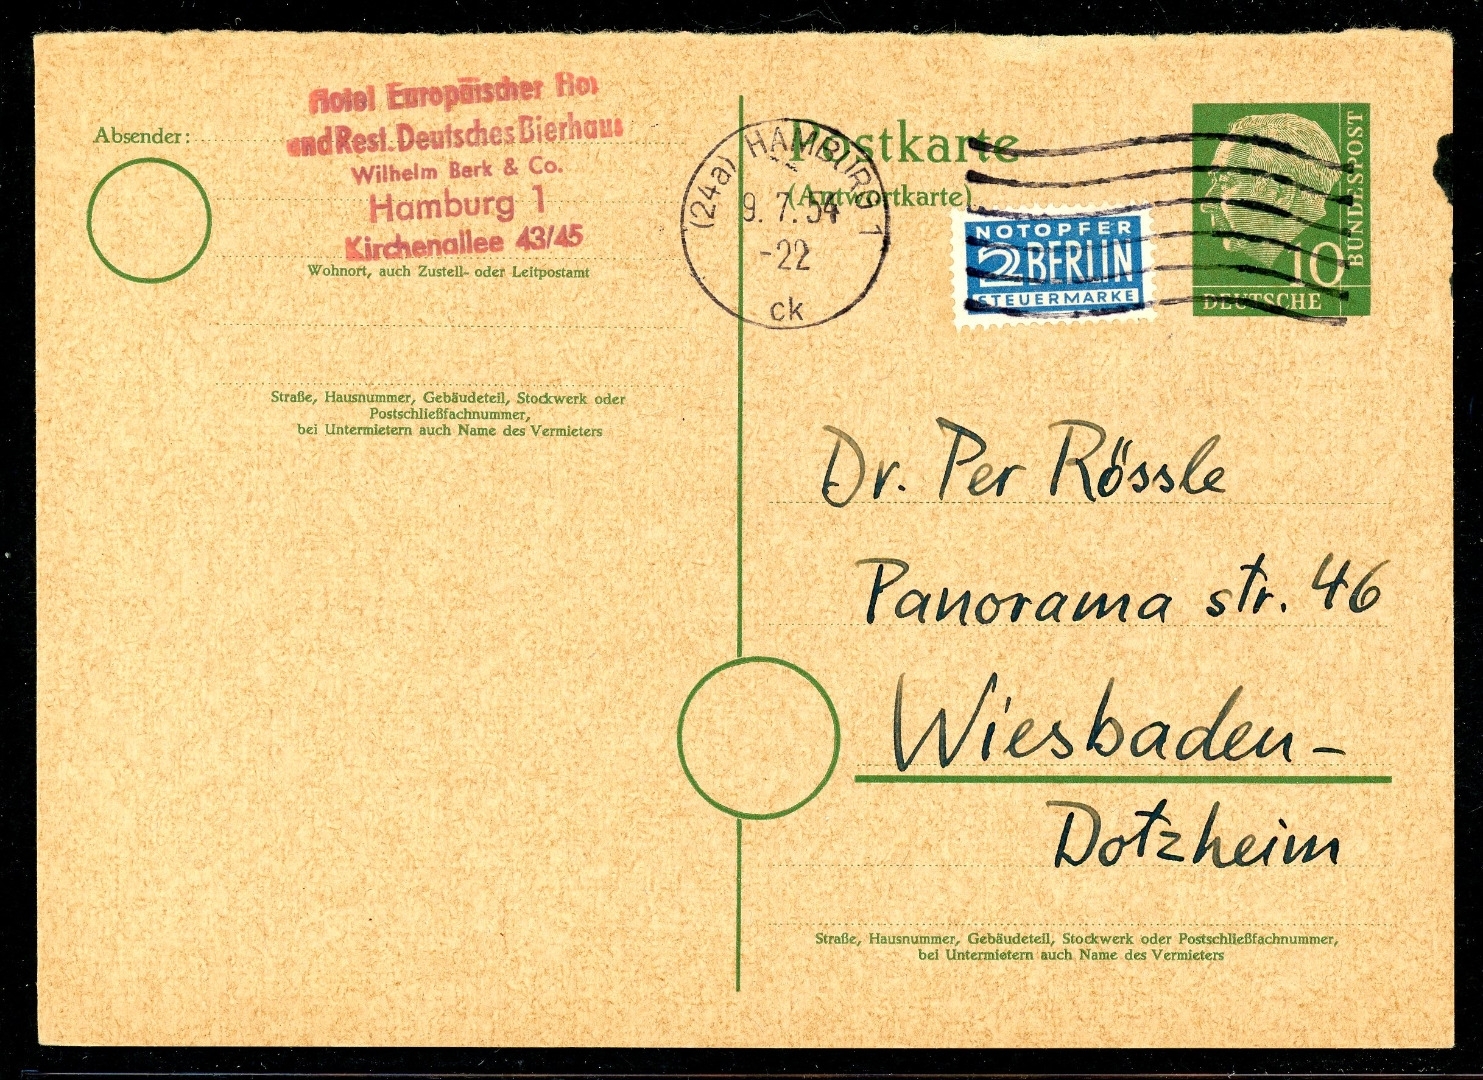 Hotel Europäischer Hof
und Rest. Deutsches Bierhaus
Wilhelm Berk & Co.
Hamburg 1
Kirchenallee 43/45
Absender:
Wohnort, auch Zustell- oder Leitpostamt
Straße, Hausnummer, Gebäudeteil, Stockwerk oder
Postschließfachnummer,
bei Untermietern auch Name des Vermieters
Postkarte
(Antwortkarte)
(24a) HAMBURG 1
9.7.54
-22
ck
NOTOPFER
2 BERLIN
STEUERMARKE
10
DEUTSCHE
BUNDESPOST
Dr. Per Rössle
Panorama str. 46
Wiesbaden-
Dotzheim
Straße, Hausnummer, Gebäudeteil, Stockwerk oder Postschließfachnummer,
bei Untermietern auch Name des Vermieters